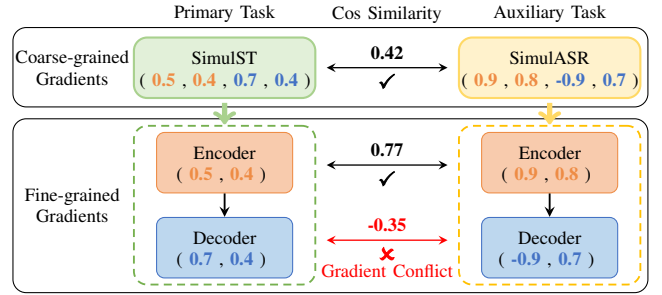 Primary Task Cos Similarity Auxiliary Task
Coarse-grained
Gradients
SimulST
( 0.5 , 0.4 , 0.7 , 0.4 )
0.42
✓
SimulASR
( 0.9 , 0.8 , -0.9 , 0.7 )
Fine-grained
Gradients
Encoder
( 0.5 , 0.4 )
0.77
✓
Encoder
( 0.9 , 0.8 )
Decoder
( 0.7 , 0.4 )
-0.35
✘
Gradient Conflict
Decoder
( -0.9 , 0.7 )